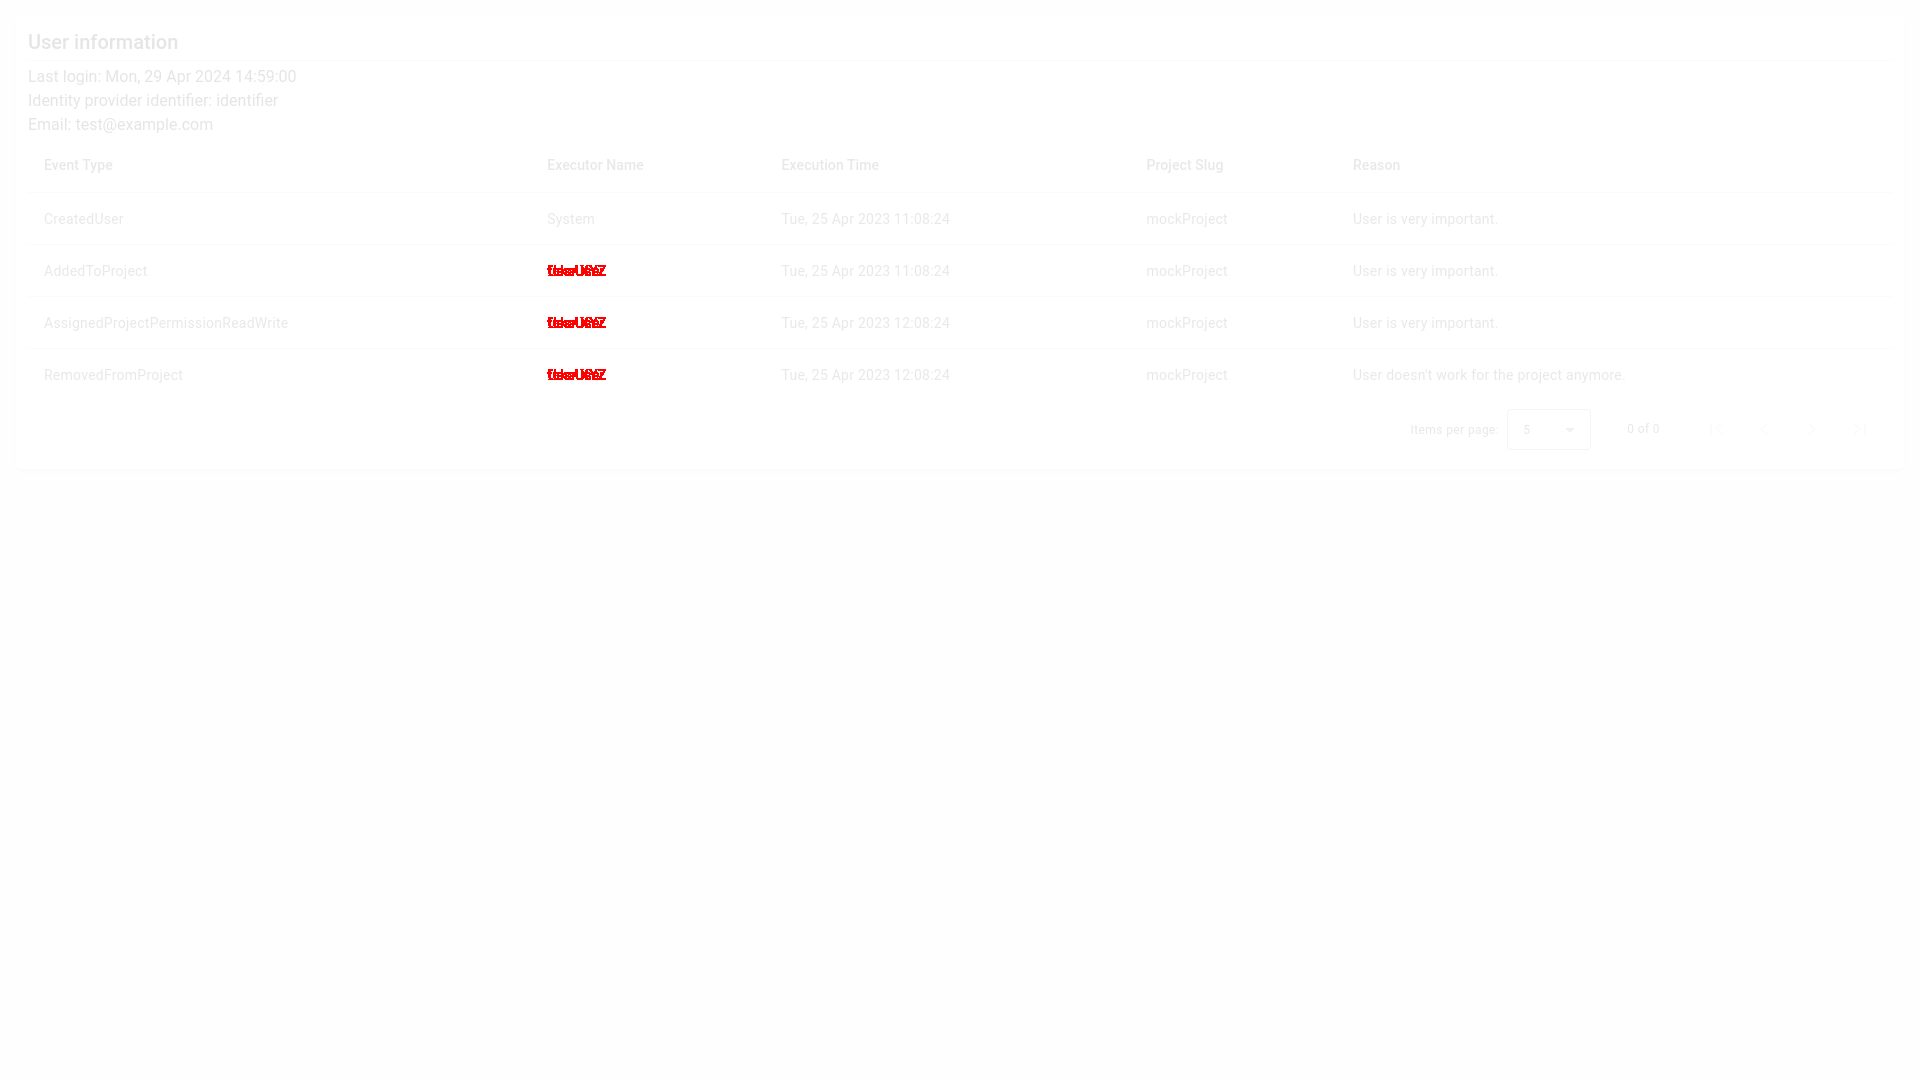 User information
Last login: Mon, 29 Apr 2024 14:59:00
Identity provider identifier: identifier
Email: test@example.com
Event Type Executor Name Execution Time Project Slug Reason
CreatedUser System Tue, 25 Apr 2023 11:08:24 mockProject User is very important.
AddedToProject Tue, 25 Apr 2023 11:08:24 mockProject User is very important.
AssignedProjectPermissionReadWrite Tue, 25 Apr 2023 12:08:24 mockProject User is very important.
RemovedFromProject Tue, 25 Apr 2023 12:08:24 mockProject User doesn't work for the project anymore.
Items per page: 5 0 of 0